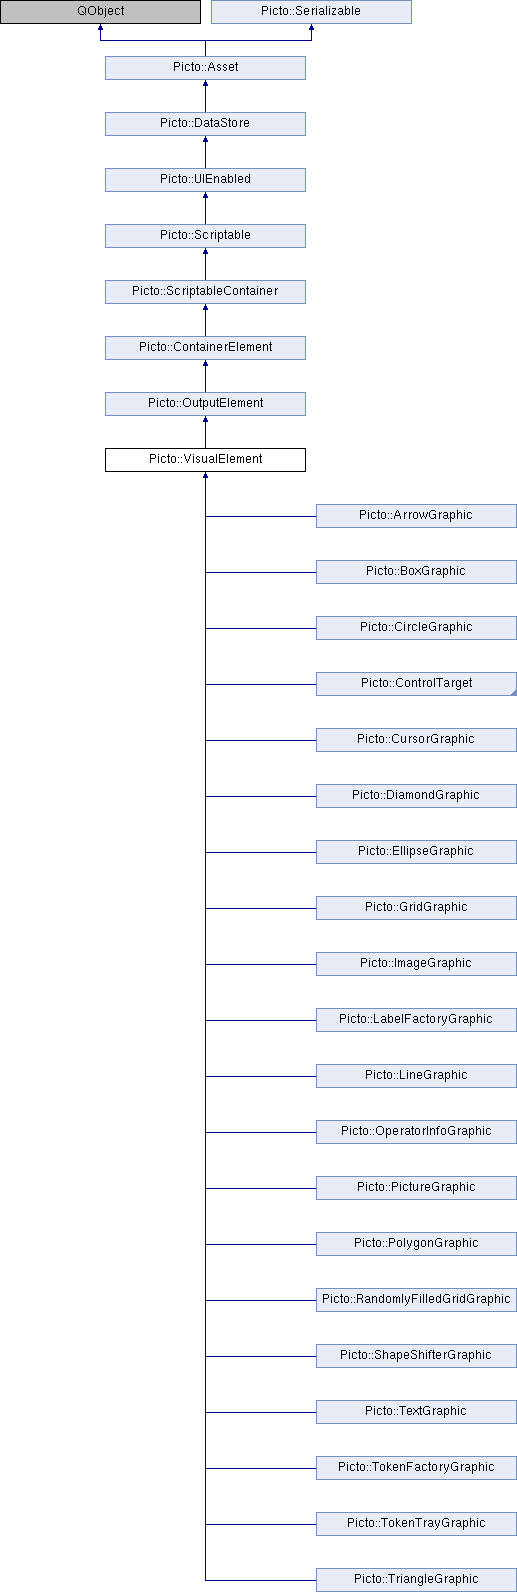 QObject
Picto::Serializable
Picto::Asset
Picto::DataStore
Picto::UIEnabled
Picto::Scriptable
Picto::ScriptableContainer
Picto::ContainerElement
Picto::OutputElement
Picto::VisualElement
Picto::ArrowGraphic
Picto::BoxGraphic
Picto::CircleGraphic
Picto::ControlTarget
Picto::CursorGraphic
Picto::DiamondGraphic
Picto::EllipseGraphic
Picto::GridGraphic
Picto::ImageGraphic
Picto::LabelFactoryGraphic
Picto::LineGraphic
Picto::OperatorInfoGraphic
Picto::PictureGraphic
Picto::PolygonGraphic
Picto::RandomlyFilledGridGraphic
Picto::ShapeShifterGraphic
Picto::TextGraphic
Picto::TokenFactoryGraphic
Picto::TokenTrayGraphic
Picto::TriangleGraphic